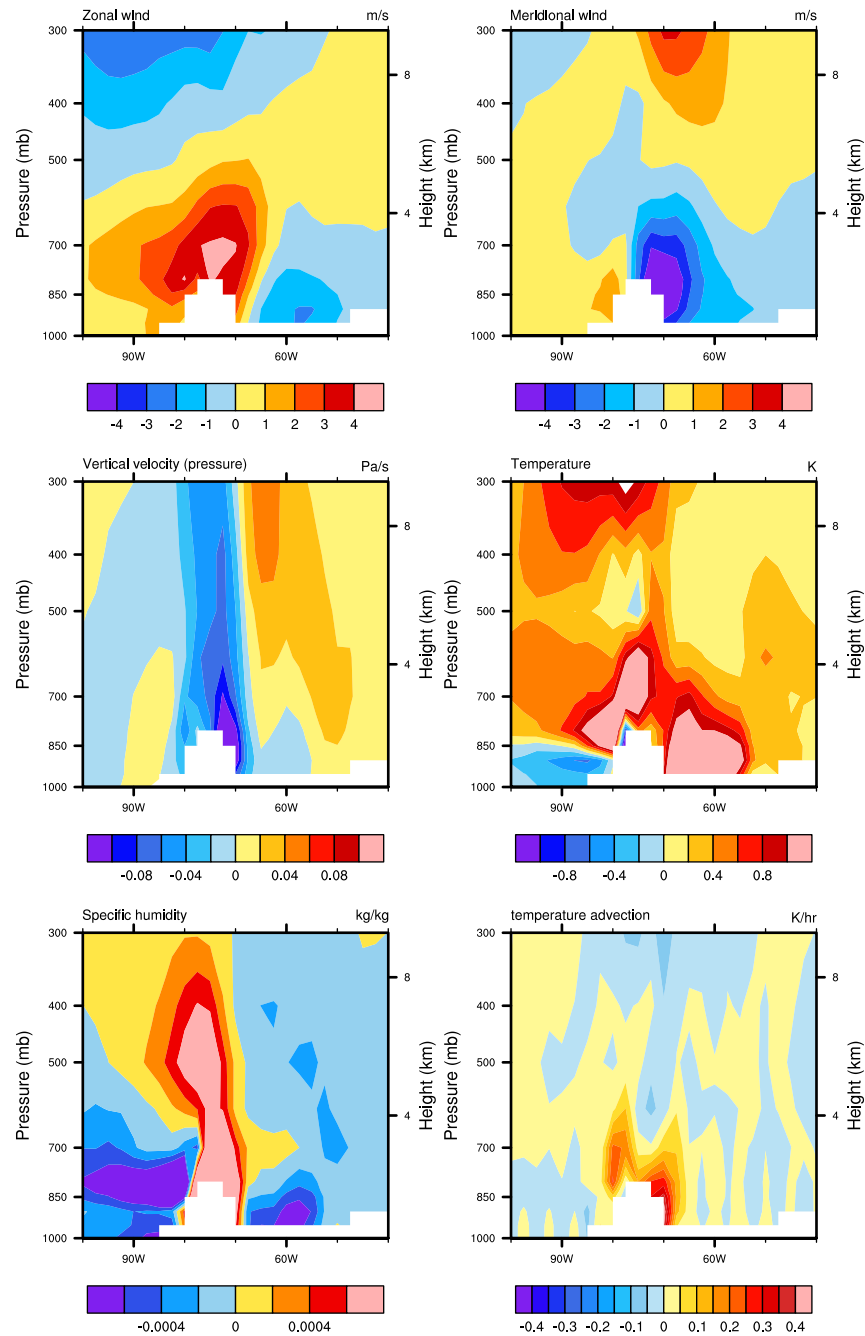 Zonal wind m/s Meridional wind m/s
300 300
400 8 400 8
500 500
Pressure (mb) Height (km) Pressure (mb) Height (km)
4 4
700 700
850 850
1000 1000
90W 60W 90W 60W
-4 -3 -2 -1 0 1 2 3 4 -4 -3 -2 -1 0 1 2 3 4
Vertical velocity (pressure) Pa/s Temperature K
300 300
400 8 400 8
500 500
Pressure (mb) Height (km) Pressure (mb) Height (km)
4 4
700 700
850 850
1000 1000
90W 60W 90W 60W
-0.08 -0.04 0 0.04 0.08 -0.8 -0.4 0 0.4 0.8
Specific humidity kg/kg temperature advection K/hr
300 300
400 8 400 8
500 500
Pressure (mb) Height (km) Pressure (mb) Height (km)
4 4
700 700
850 850
1000 1000
90W 60W 90W 60W
-0.0004 0 0.0004 -0.4 -0.3 -0.2 -0.1 0 0.1 0.2 0.3 0.4